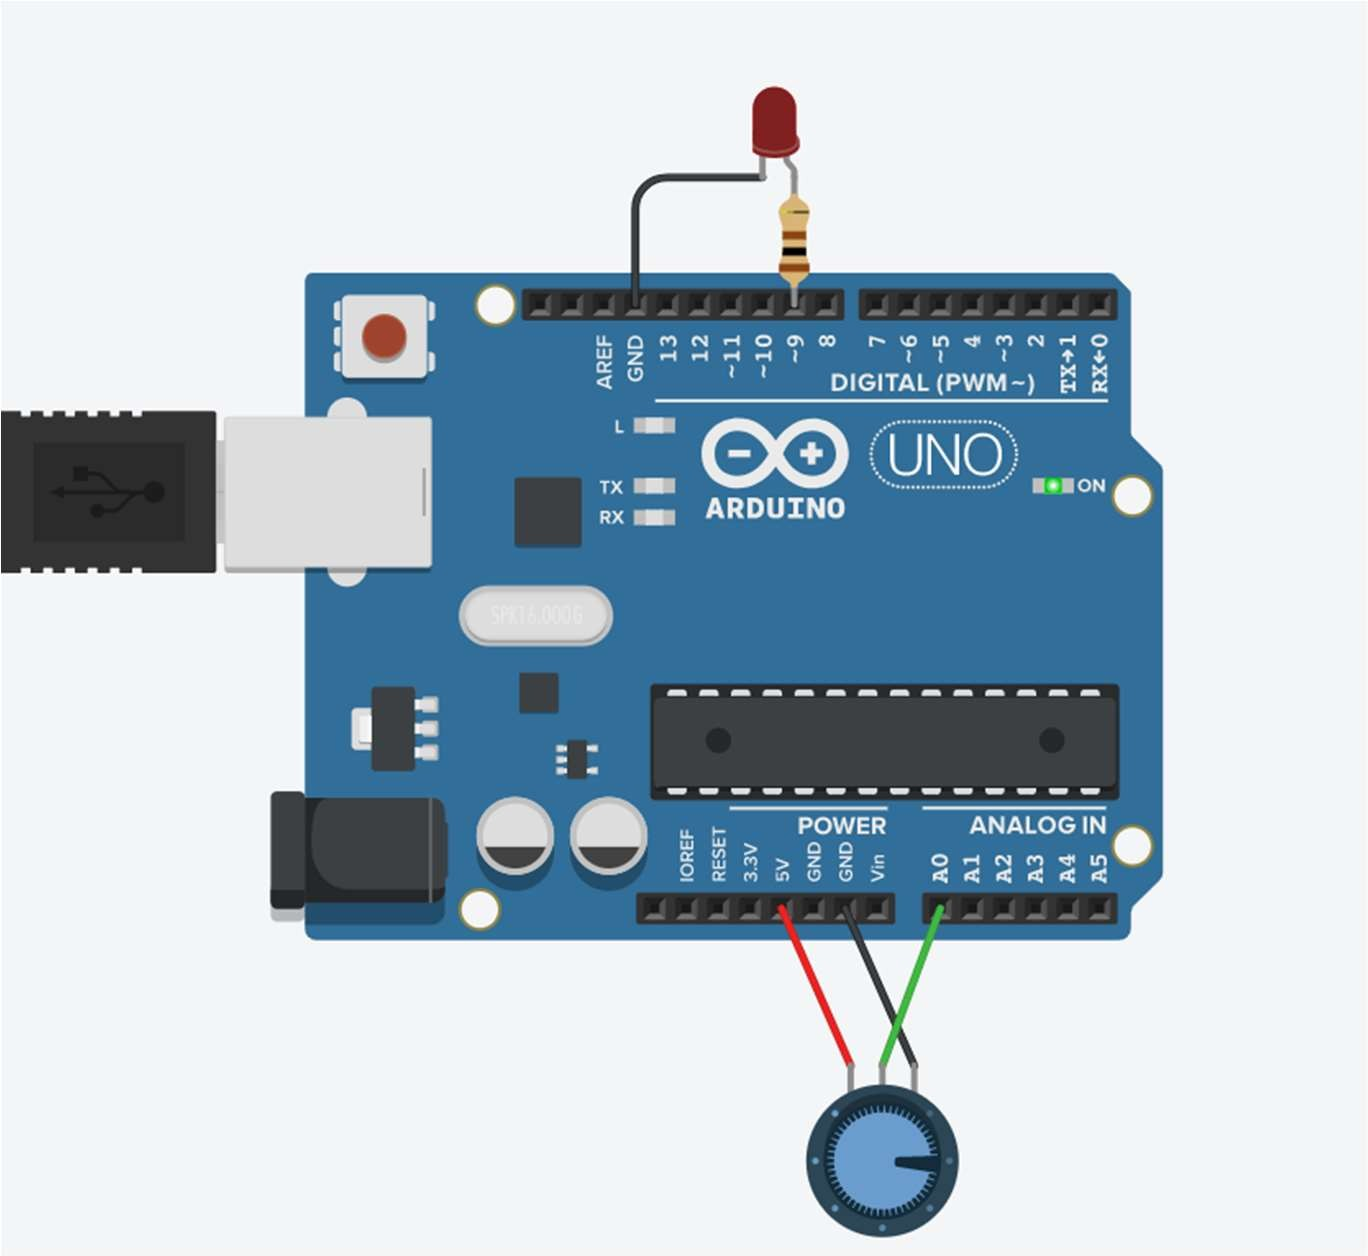 AREF
GND
13
12
~11
~10
~9
8
7
~6
~5
4
~3
2
TX→1
RX←0
DIGITAL (PWM~)
L
UNO
TX
RX
ARDUINO
ON
SPK16.000G
POWER
ANALOG IN
IOREF
RESET
3.3V
5V
GND
GND
Vin
A0
A1
A2
A3
A4
A5